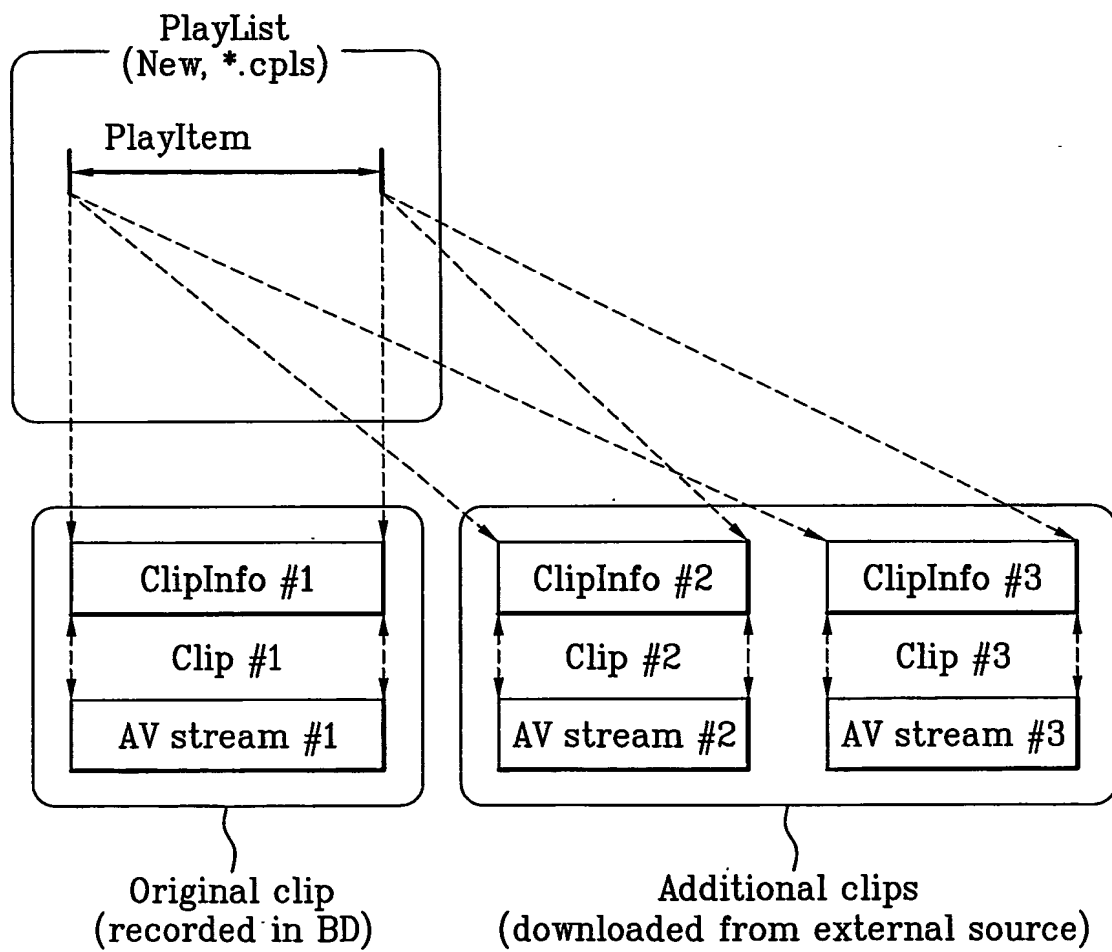 PlayList
(New, *.cpls)
PlayItem
ClipInfo #1
Clip #1
AV stream #1
ClipInfo #2
Clip #2
AV stream #2
ClipInfo #3
Clip #3
AV stream #3
Original clip
(recorded in BD)
Additional clips
(downloaded from external source)